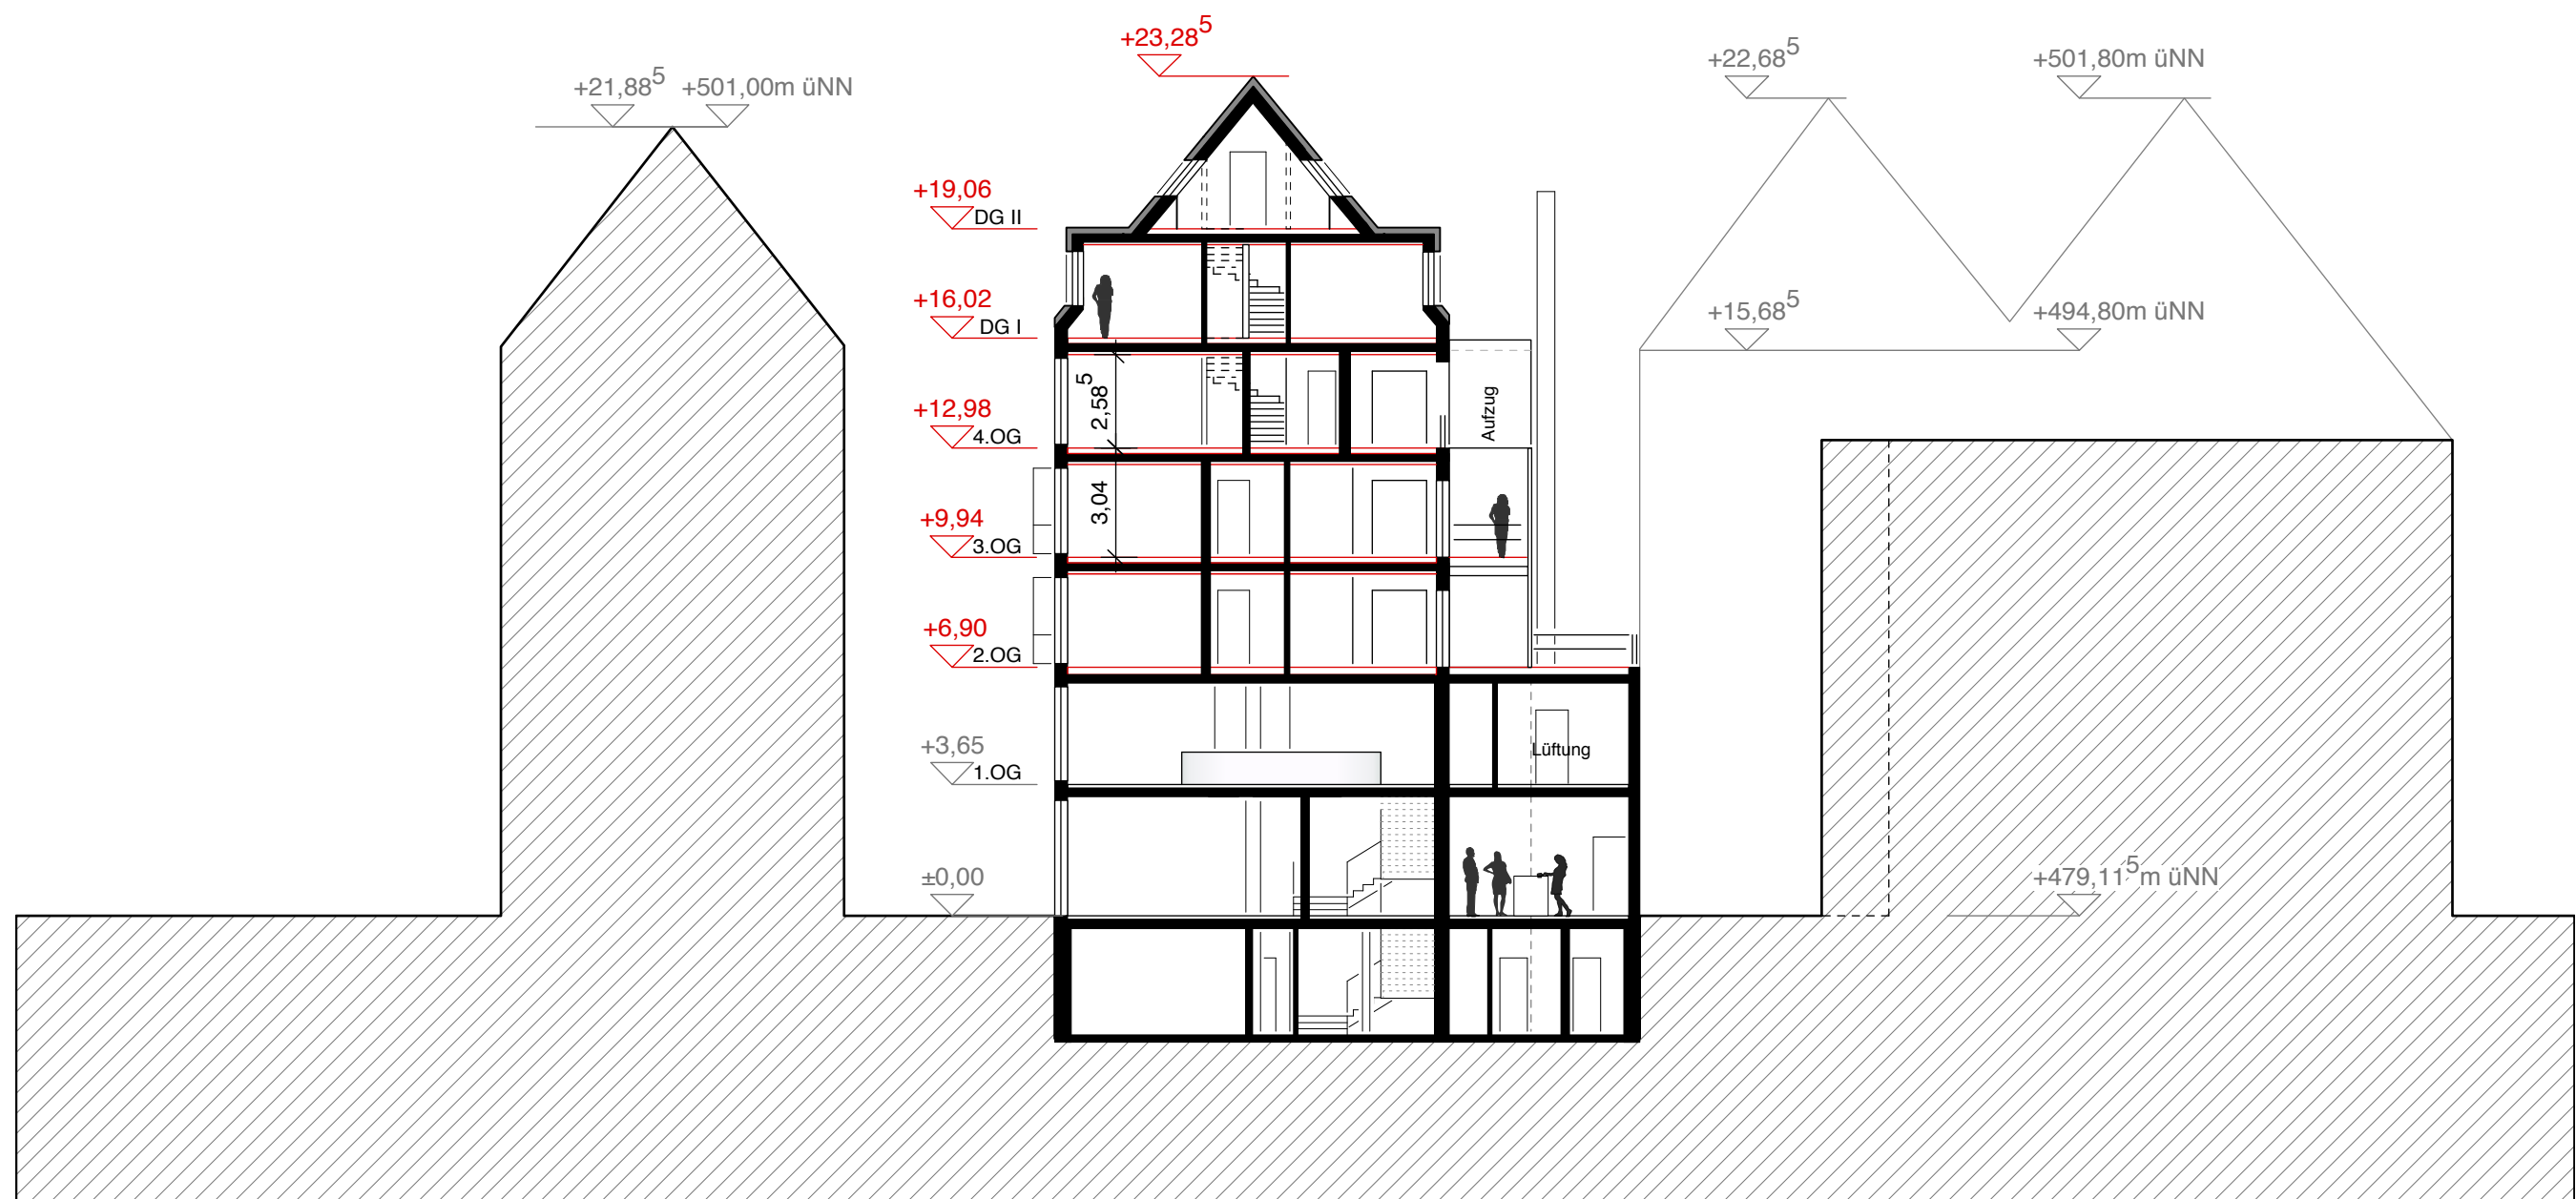 +23,28⁵
+21,88⁵ +501,00m üNN
+22,68⁵ +501,80m üNN
+19,06
DG II
+16,02
DG I
+15,68⁵ +494,80m üNN
+12,98
4.OG
2,58⁵
Aufzug
+9,94
3.OG
3,04
+6,90
2.OG
+3,65
1.OG
Lüftung
±0,00
+479,11⁵m üNN